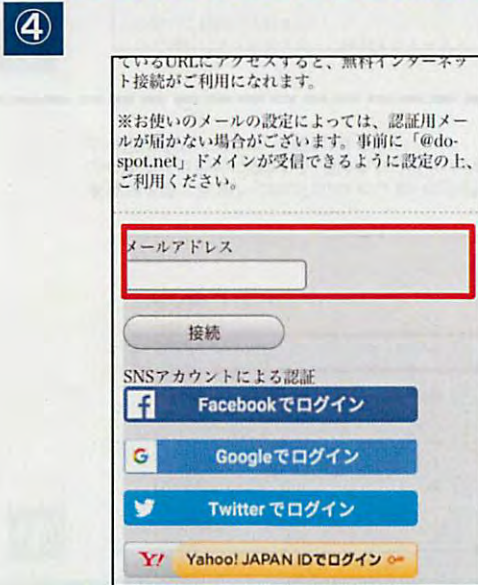 ④
ているURLにアクセスすると、無料インターネッ
ト接続がご利用になれます。
※お使いのメールの設定によっては、認証用メー
ルが届かない場合がございます。事前に「@do-
spot.net」ドメインが受信できるように設定の上、
ご利用ください。
メールアドレス
接続
SNSアカウントによる認証
f Facebookでログイン
G Googleでログイン
Twitterでログイン
Y! Yahoo! JAPAN IDでログイン